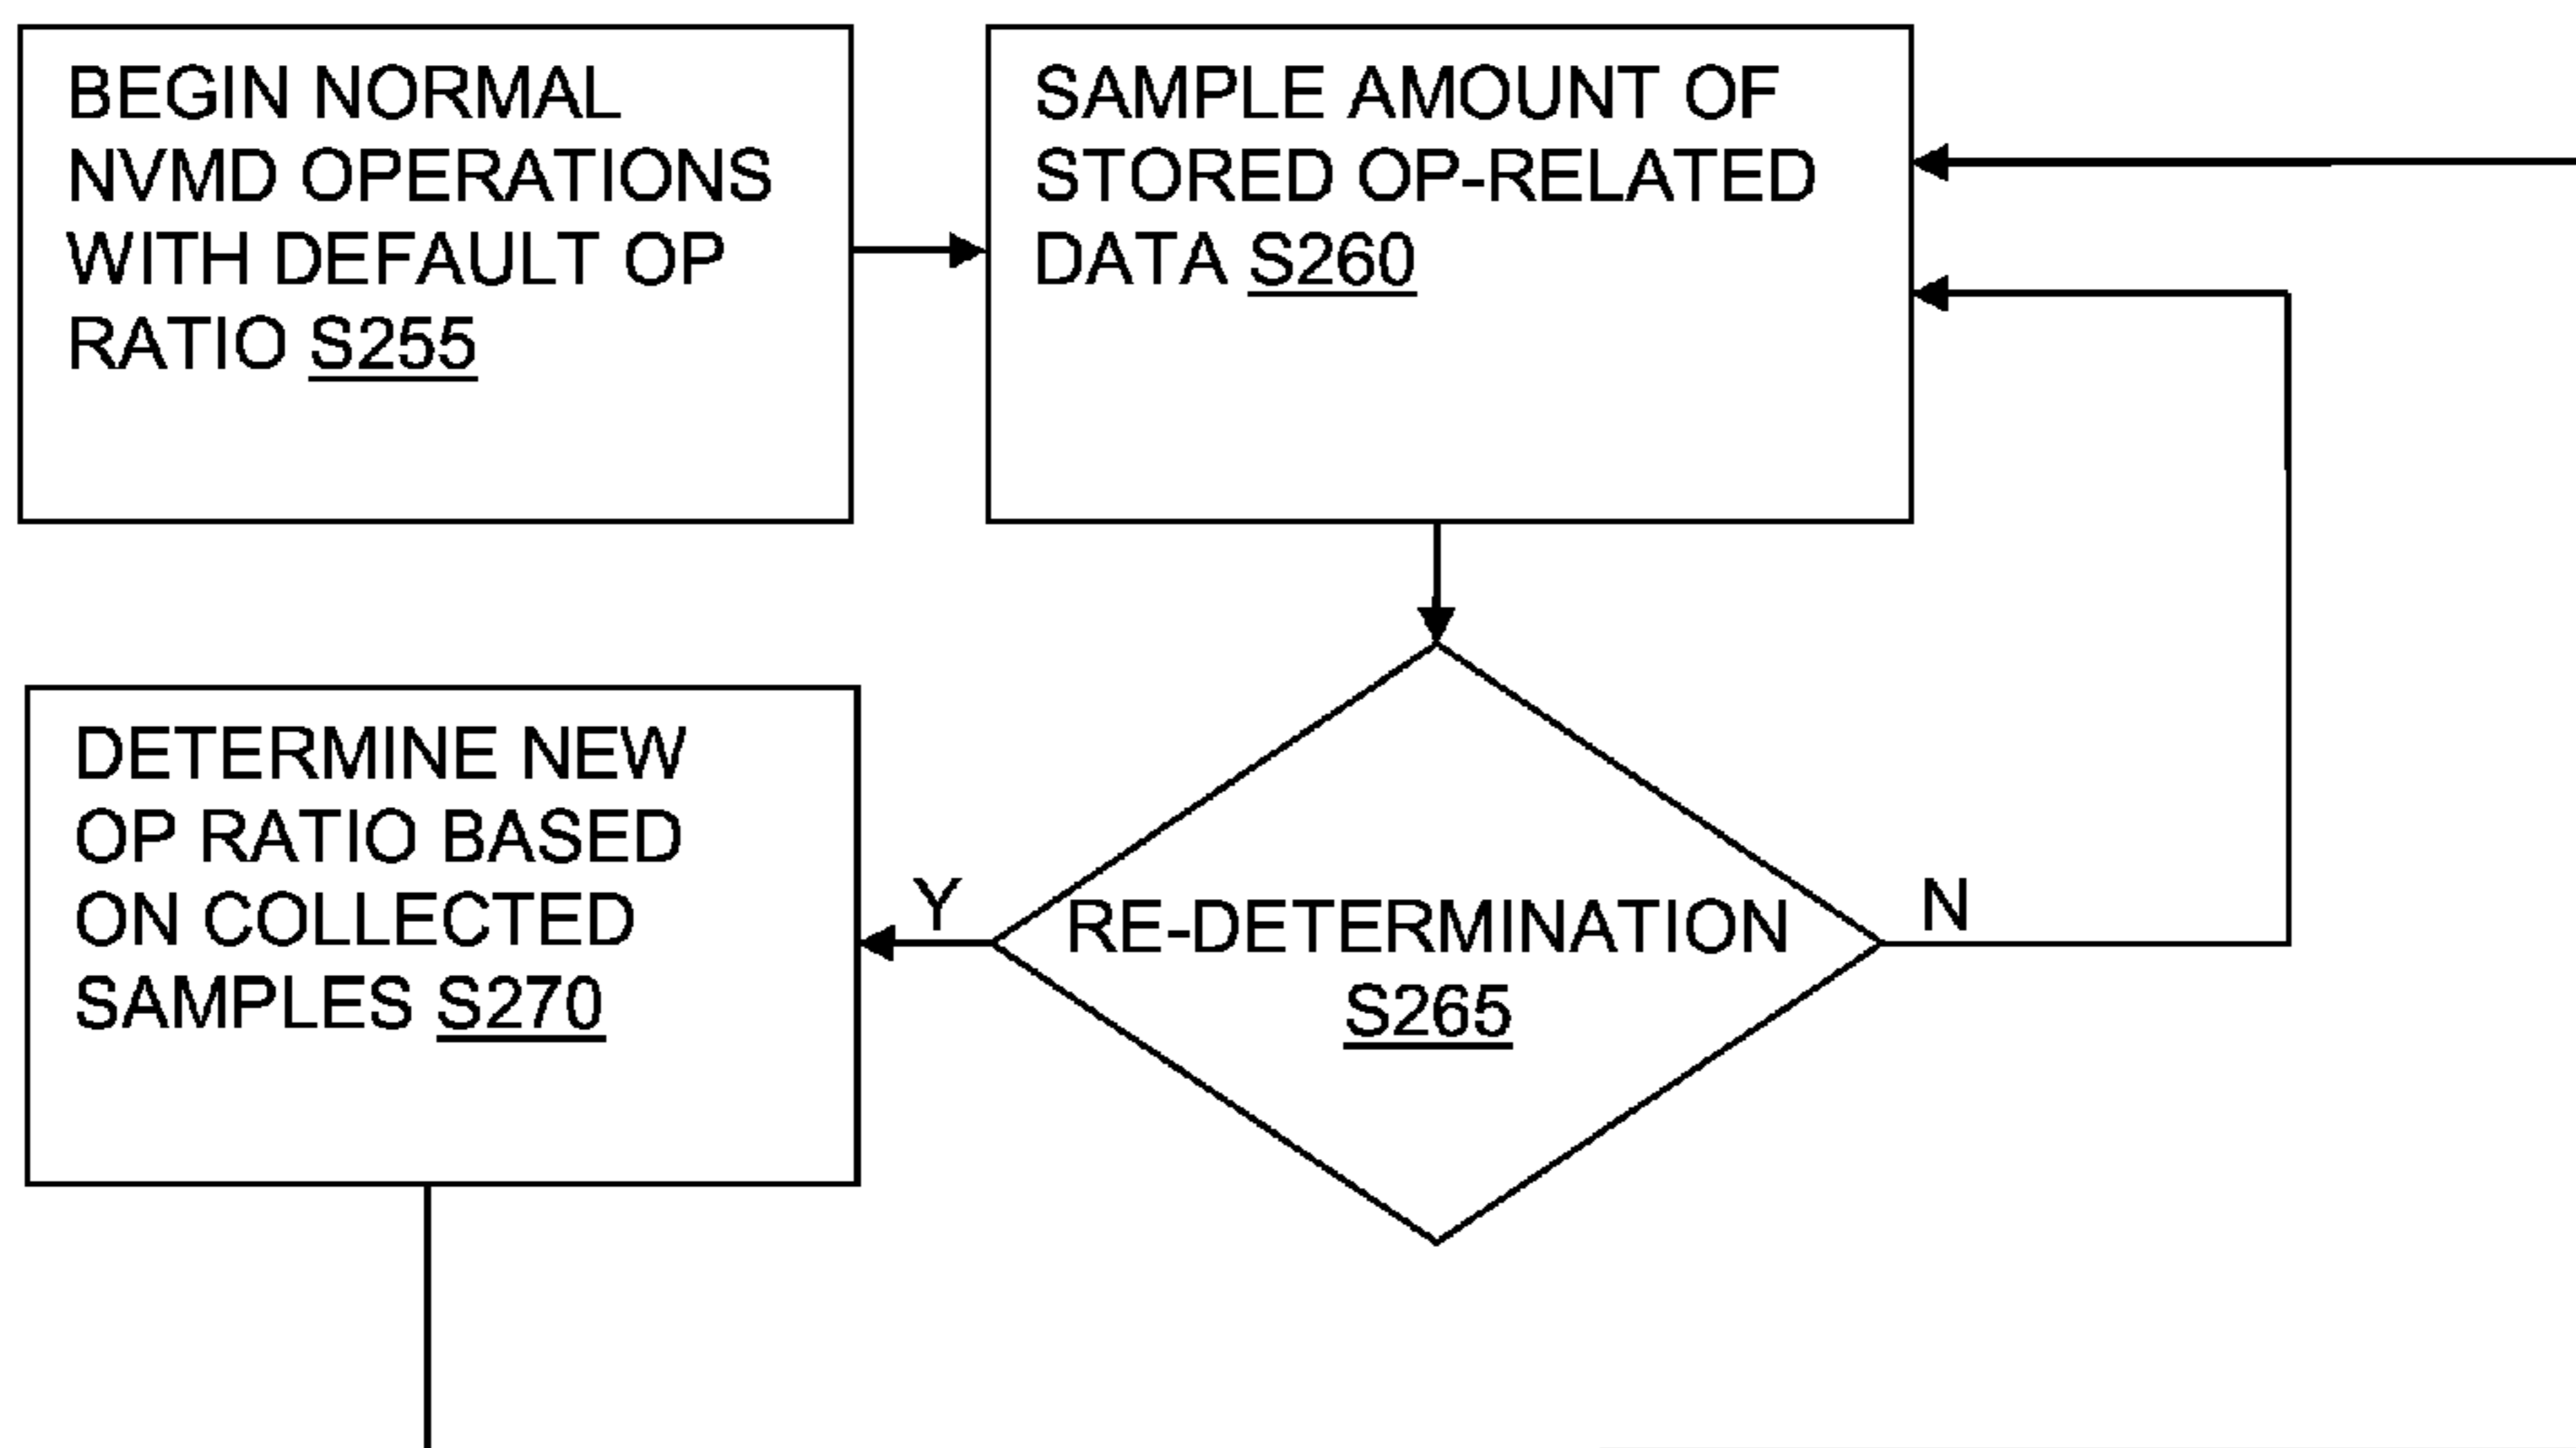 BEGIN NORMAL
NVMD OPERATIONS
WITH DEFAULT OP
RATIO S255
SAMPLE AMOUNT OF
STORED OP-RELATED
DATA S260
DETERMINE NEW
OP RATIO BASED
ON COLLECTED
SAMPLES S270
Y
RE-DETERMINATION
S265
N